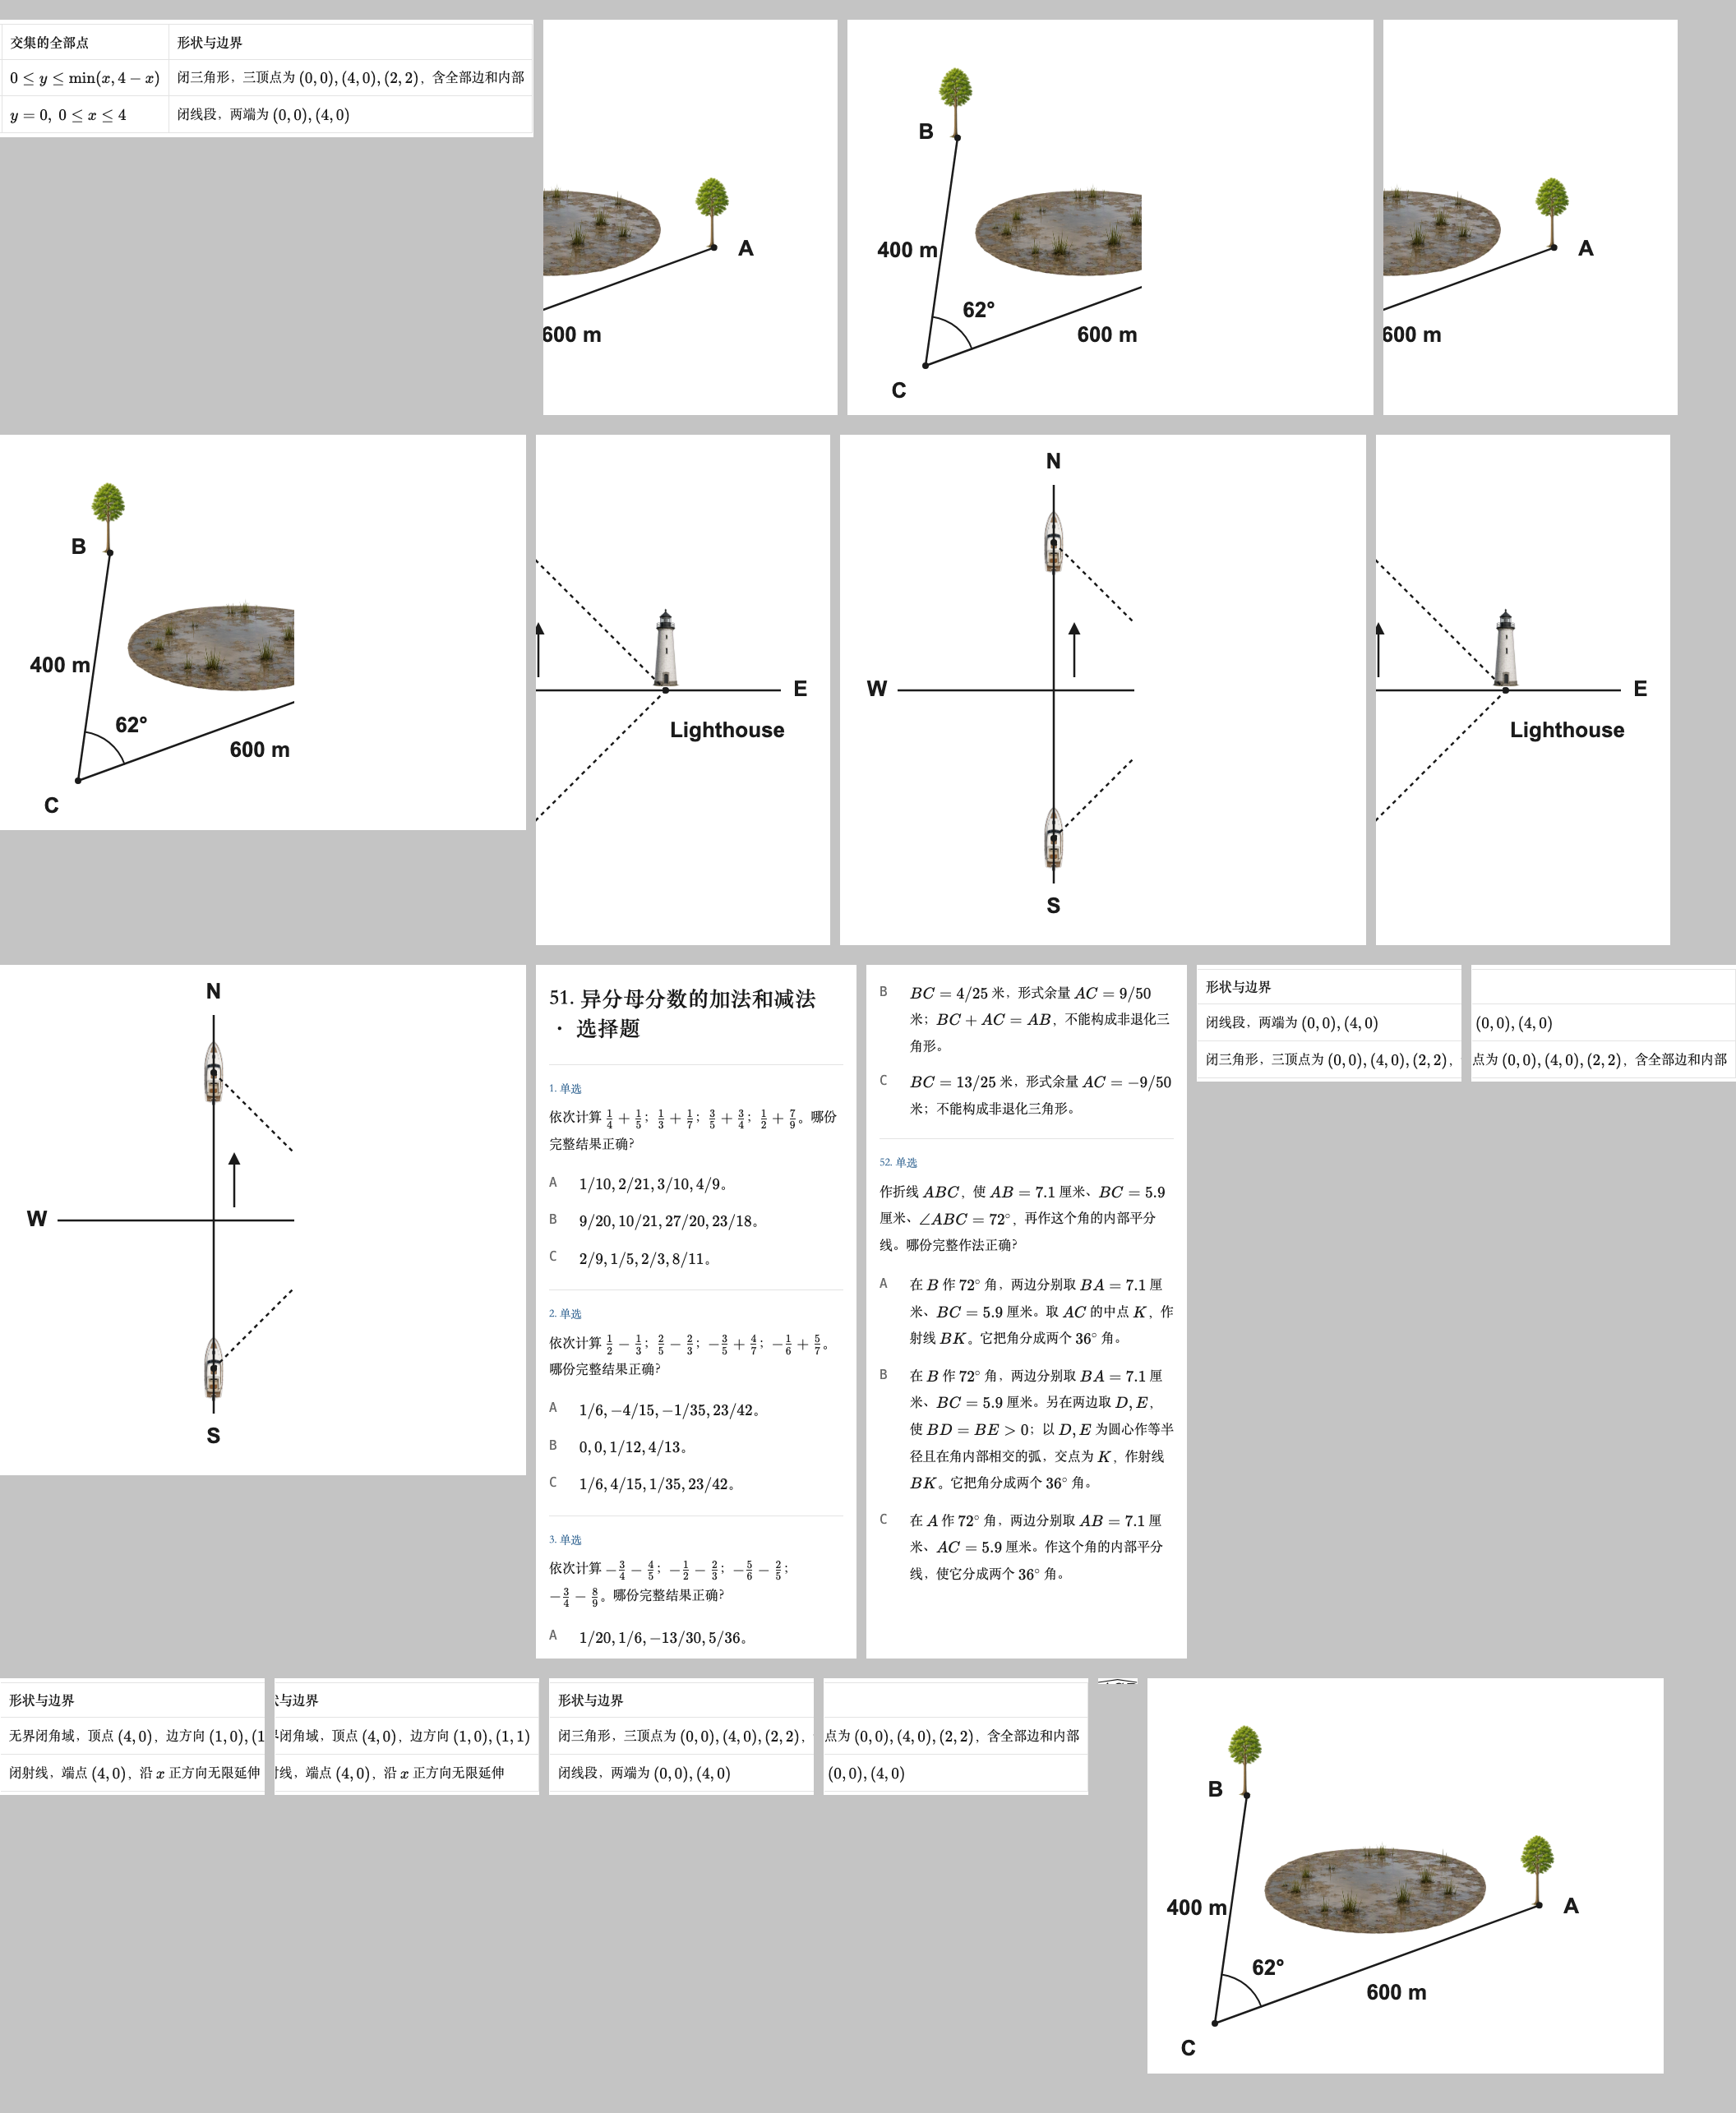 交集的全部点 形状与边界
0 ≤ y ≤ min(x, 4 − x) 闭三角形，三顶点为 (0, 0), (4, 0), (2, 2)，含全部边和内部
y = 0, 0 ≤ x ≤ 4 闭线段，两端为 (0, 0), (4, 0)
A
600 m
B
400 m
62°
600 m
C
A
600 m
B
400 m
62°
600 m
C
E
Lighthouse
N
W
S
E
Lighthouse
N
W
S
51. 异分母分数的加法和减法
· 选择题
1. 单选
依次计算 1/4 + 1/5；1/3 + 1/7；3/5 + 3/4；1/2 + 7/9。哪份
完整结果正确？
A 1/10, 2/21, 3/10, 4/9。
B 9/20, 10/21, 27/20, 23/18。
C 2/9, 1/5, 2/3, 8/11。
2. 单选
依次计算 1/2 − 1/3；2/5 − 2/3；−3/5 + 4/7；−1/6 + 5/7。
哪份完整结果正确？
A 1/6, −4/15, −1/35, 23/42。
B 0, 0, 1/12, 4/13。
C 1/6, 4/15, 1/35, 23/42。
3. 单选
依次计算 −3/4 − 4/5；−1/2 − 2/3；−5/6 − 2/5；
−3/4 − 8/9。哪份完整结果正确？
A 1/20, 1/6, −13/30, 5/36。
B BC = 4/25 米，形式余量 AC = 9/50
米；BC + AC = AB，不能构成非退化三
角形。
C BC = 13/25 米，形式余量 AC = −9/50
米；不能构成非退化三角形。
52. 单选
作折线 ABC，使 AB = 7.1 厘米、BC = 5.9
厘米、∠ABC = 72°，再作这个角的内部平分
线。哪份完整作法正确？
A 在 B 作 72° 角，两边分别取 BA = 7.1 厘
米、BC = 5.9 厘米。取 AC 的中点 K，作
射线 BK。它把角分成两个 36° 角。
B 在 B 作 72° 角，两边分别取 BA = 7.1 厘
米、BC = 5.9 厘米。另在两边取 D, E，
使 BD = BE > 0；以 D, E 为圆心作等半
径且在角内部相交的弧，交点为 K，作射线
BK。它把角分成两个 36° 角。
C 在 A 作 72° 角，两边分别取 AB = 7.1 厘
米、AC = 5.9 厘米。作这个角的内部平分
线，使它分成两个 36° 角。
形状与边界
闭线段，两端为 (0, 0), (4, 0)
闭三角形，三顶点为 (0, 0), (4, 0), (2, 2)，
(0, 0), (4, 0)
点为 (0, 0), (4, 0), (2, 2)，含全部边和内部
形状与边界
无界闭角域，顶点 (4, 0)，边方向 (1, 0), (1
闭射线，端点 (4, 0)，沿 x 正方向无限延伸
与边界
闭角域，顶点 (4, 0)，边方向 (1, 0), (1, 1)
线，端点 (4, 0)，沿 x 正方向无限延伸
形状与边界
闭三角形，三顶点为 (0, 0), (4, 0), (2, 2)，
闭线段，两端为 (0, 0), (4, 0)
点为 (0, 0), (4, 0), (2, 2)，含全部边和内部
(0, 0), (4, 0)
B
400 m
A
62°
600 m
C